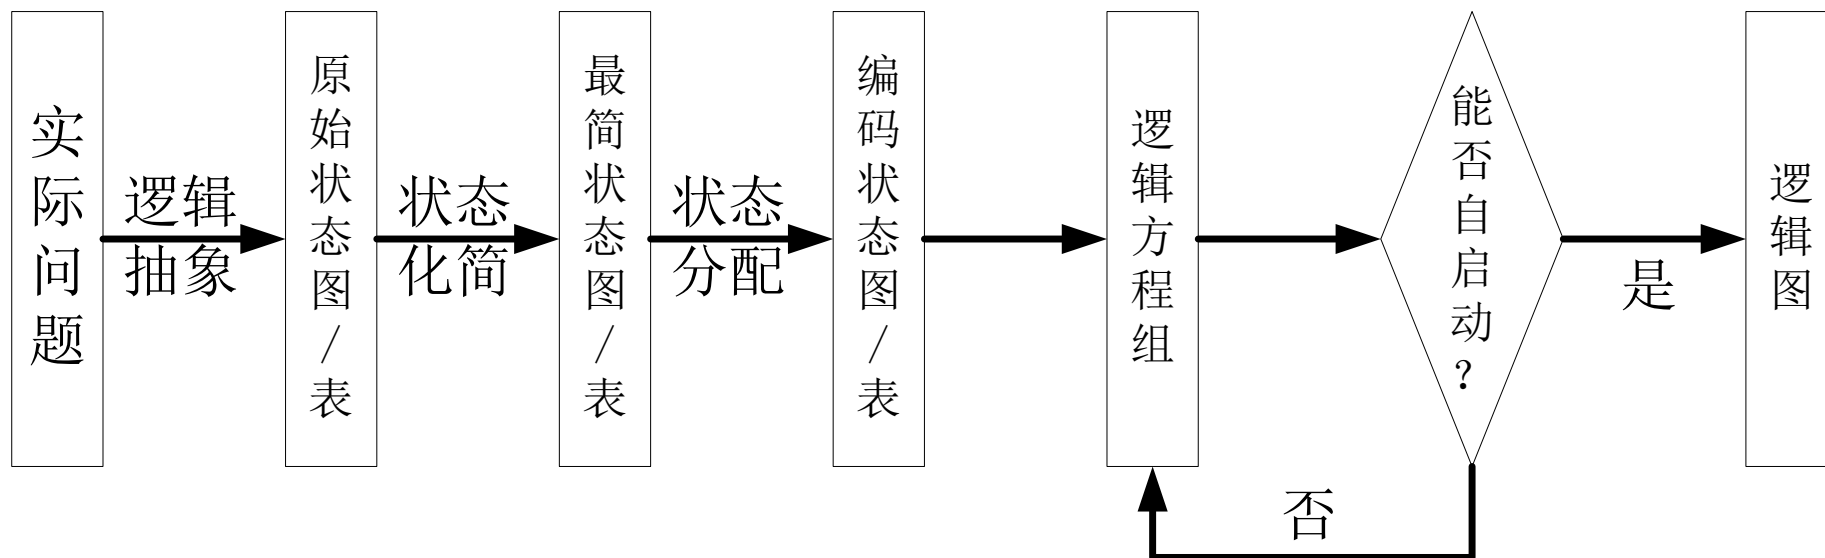 实际问题
逻辑
抽象
原始状态图/表
状态
化简
最简状态图/表
状态
分配
编码状态图/表
逻辑方程组
能否自启动？
是
否
逻辑图